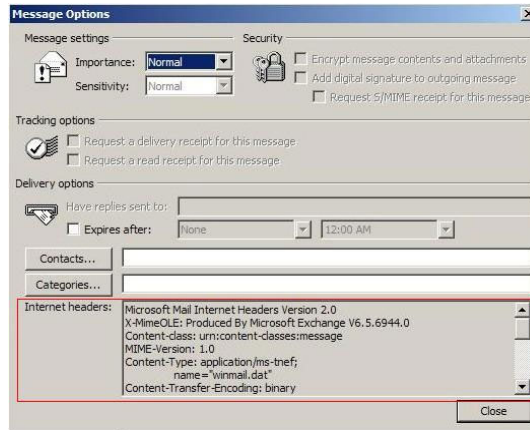 Message Options
Message settings
Security
Importance: Normal
Sensitivity: Normal
Encrypt message contents and attachments
Add digital signature to outgoing message
Request S/MIME receipt for this message
Tracking options
Request a delivery receipt for this message
Request a read receipt for this message
Delivery options
Have replies sent to:
Expires after: None 12:00 AM
Contacts...
Categories...
Internet headers:
Microsoft Mail Internet Headers Version 2.0
X-MimeOLE: Produced By Microsoft Exchange V6.5.6944.0
Content-class: urn:content-classes:message
MIME-Version: 1.0
Content-Type: application/ms-tnef;
name="winmail.dat"
Content-Transfer-Encoding: binary
Close